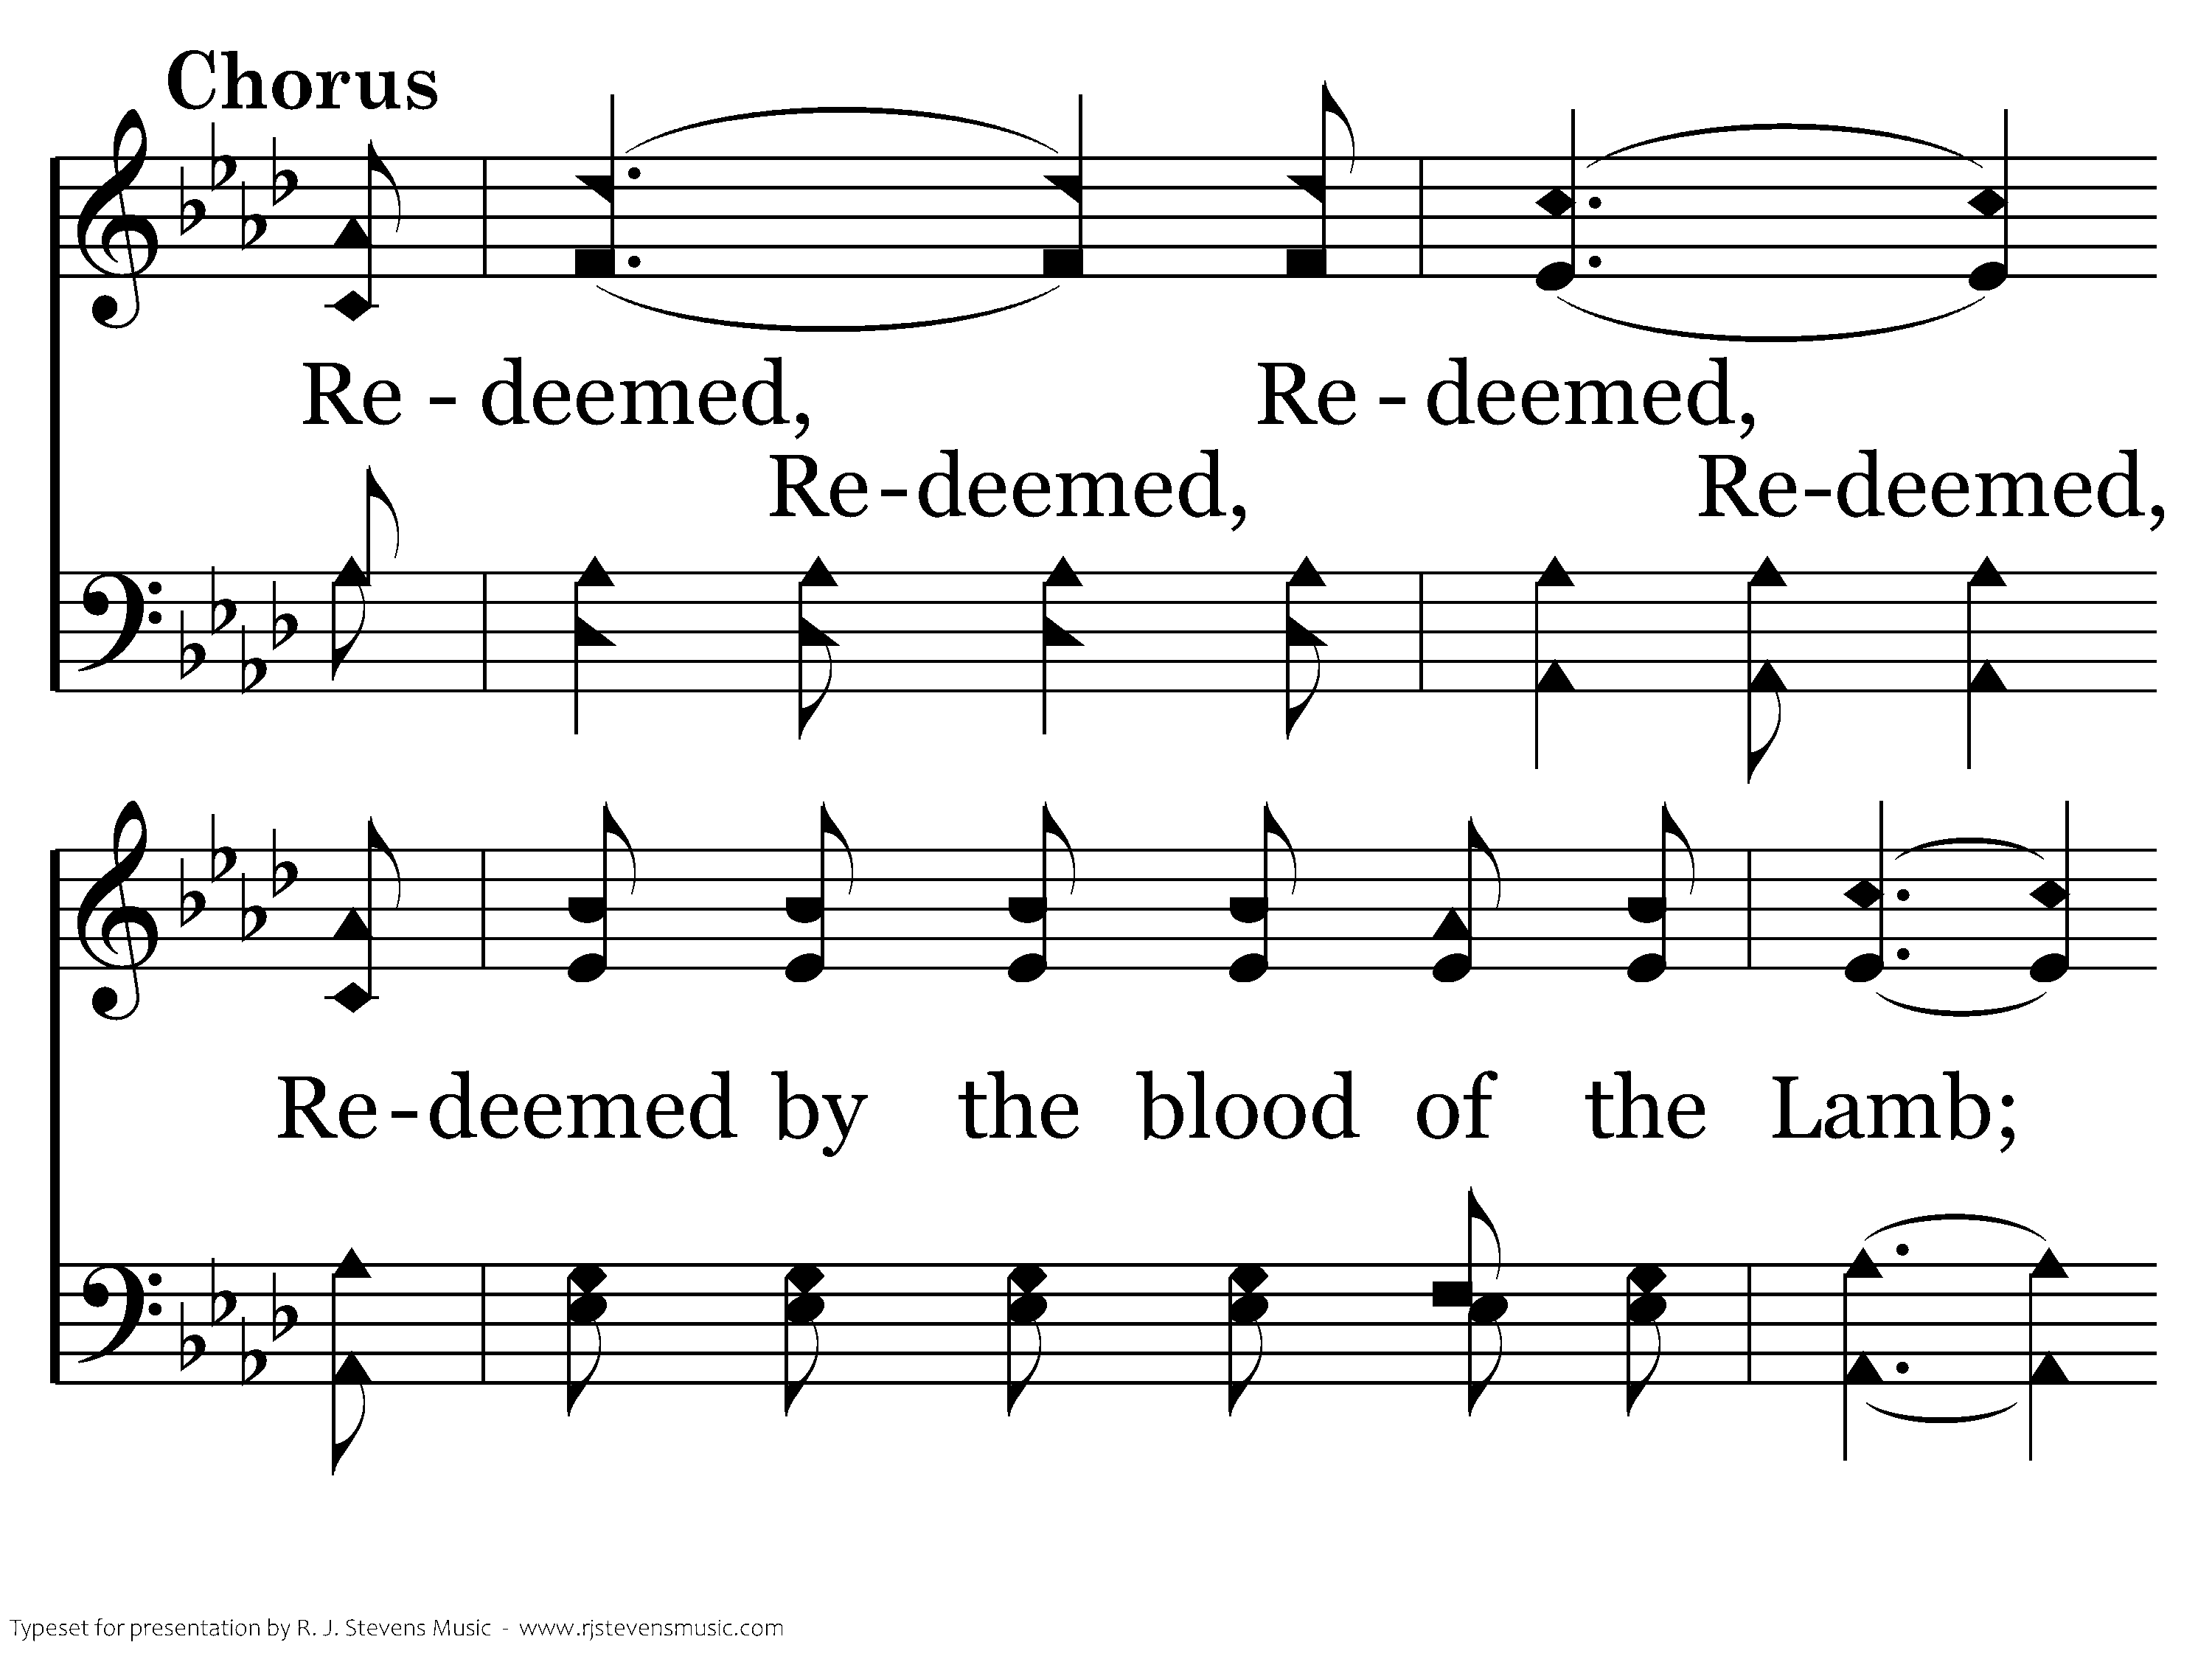 Chorus
Re - deemed, Re - deemed,
Re-deemed, Re-deemed,
Re-deemed by the blood of the Lamb;
Typeset for presentation by R. J. Stevens Music - www.rjstevensmusic.com